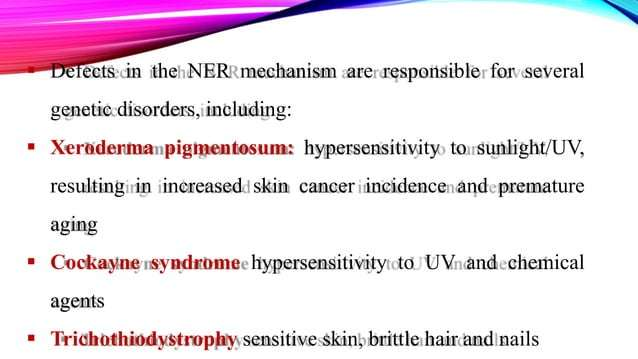 Defects in the NER mechanism are responsible for several
genetic disorders, including:
Xeroderma pigmentosum: hypersensitivity to sunlight/UV,
resulting in increased skin cancer incidence and premature
aging
Cockayne syndrome hypersensitivity to UV and chemical
agents
Trichothiodystrophy sensitive skin, brittle hair and nails